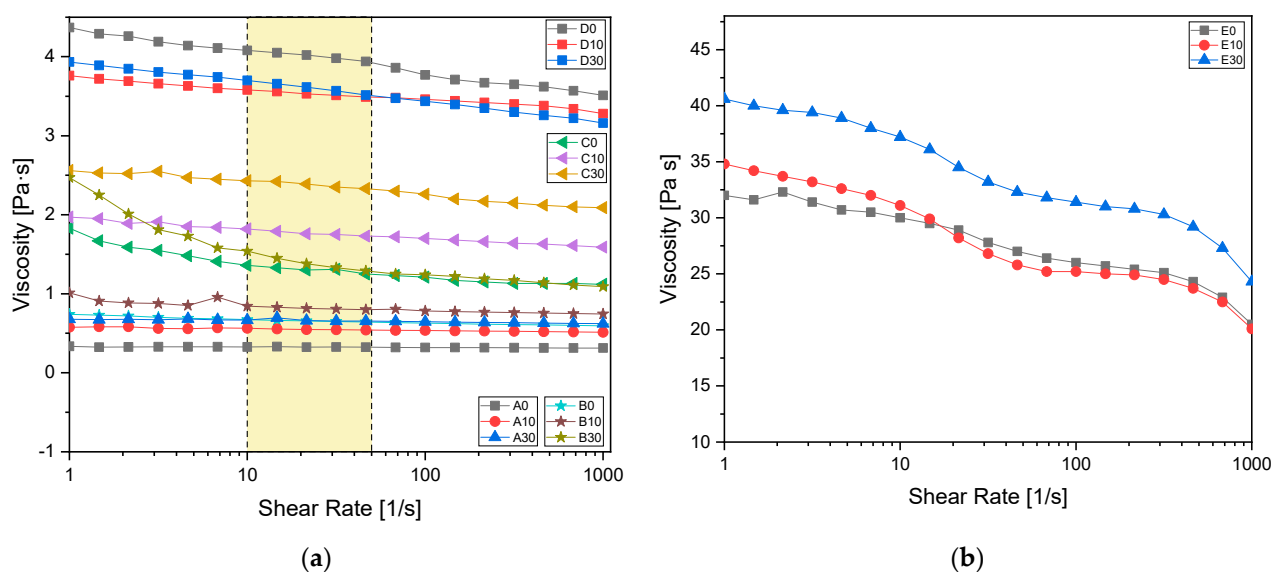 D0
D10
D30
C0
C10
C30
A0
A10
A30
B0
B10
B30
4
3
2
1
0
-1
1
10
100
1000
Viscosity [Pa·s]
Shear Rate [1/s]
(a)
E0
E10
E30
45
40
35
30
25
20
15
10
1
10
100
1000
Viscosity [Pa s]
Shear Rate [1/s]
(b)